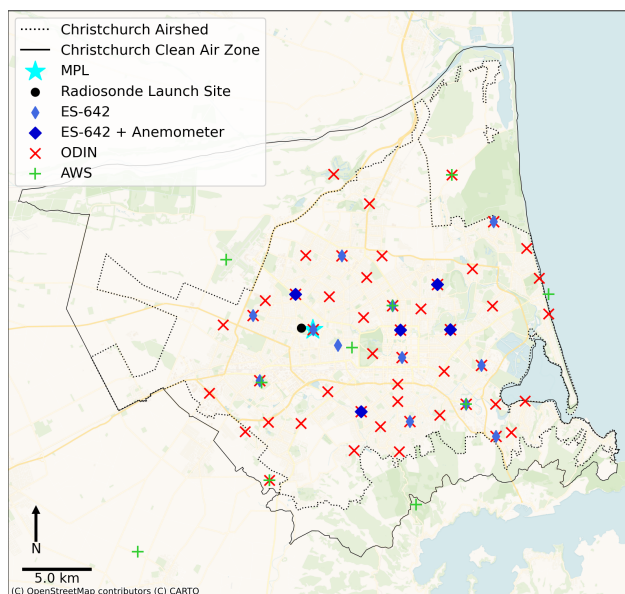 Christchurch Airshed
Christchurch Clean Air Zone
MPL
Radiosonde Launch Site
ES-642
ES-642 + Anemometer
ODIN
AWS
N
5.0 km
(C) OpenStreetMap contributors (C) CARTO